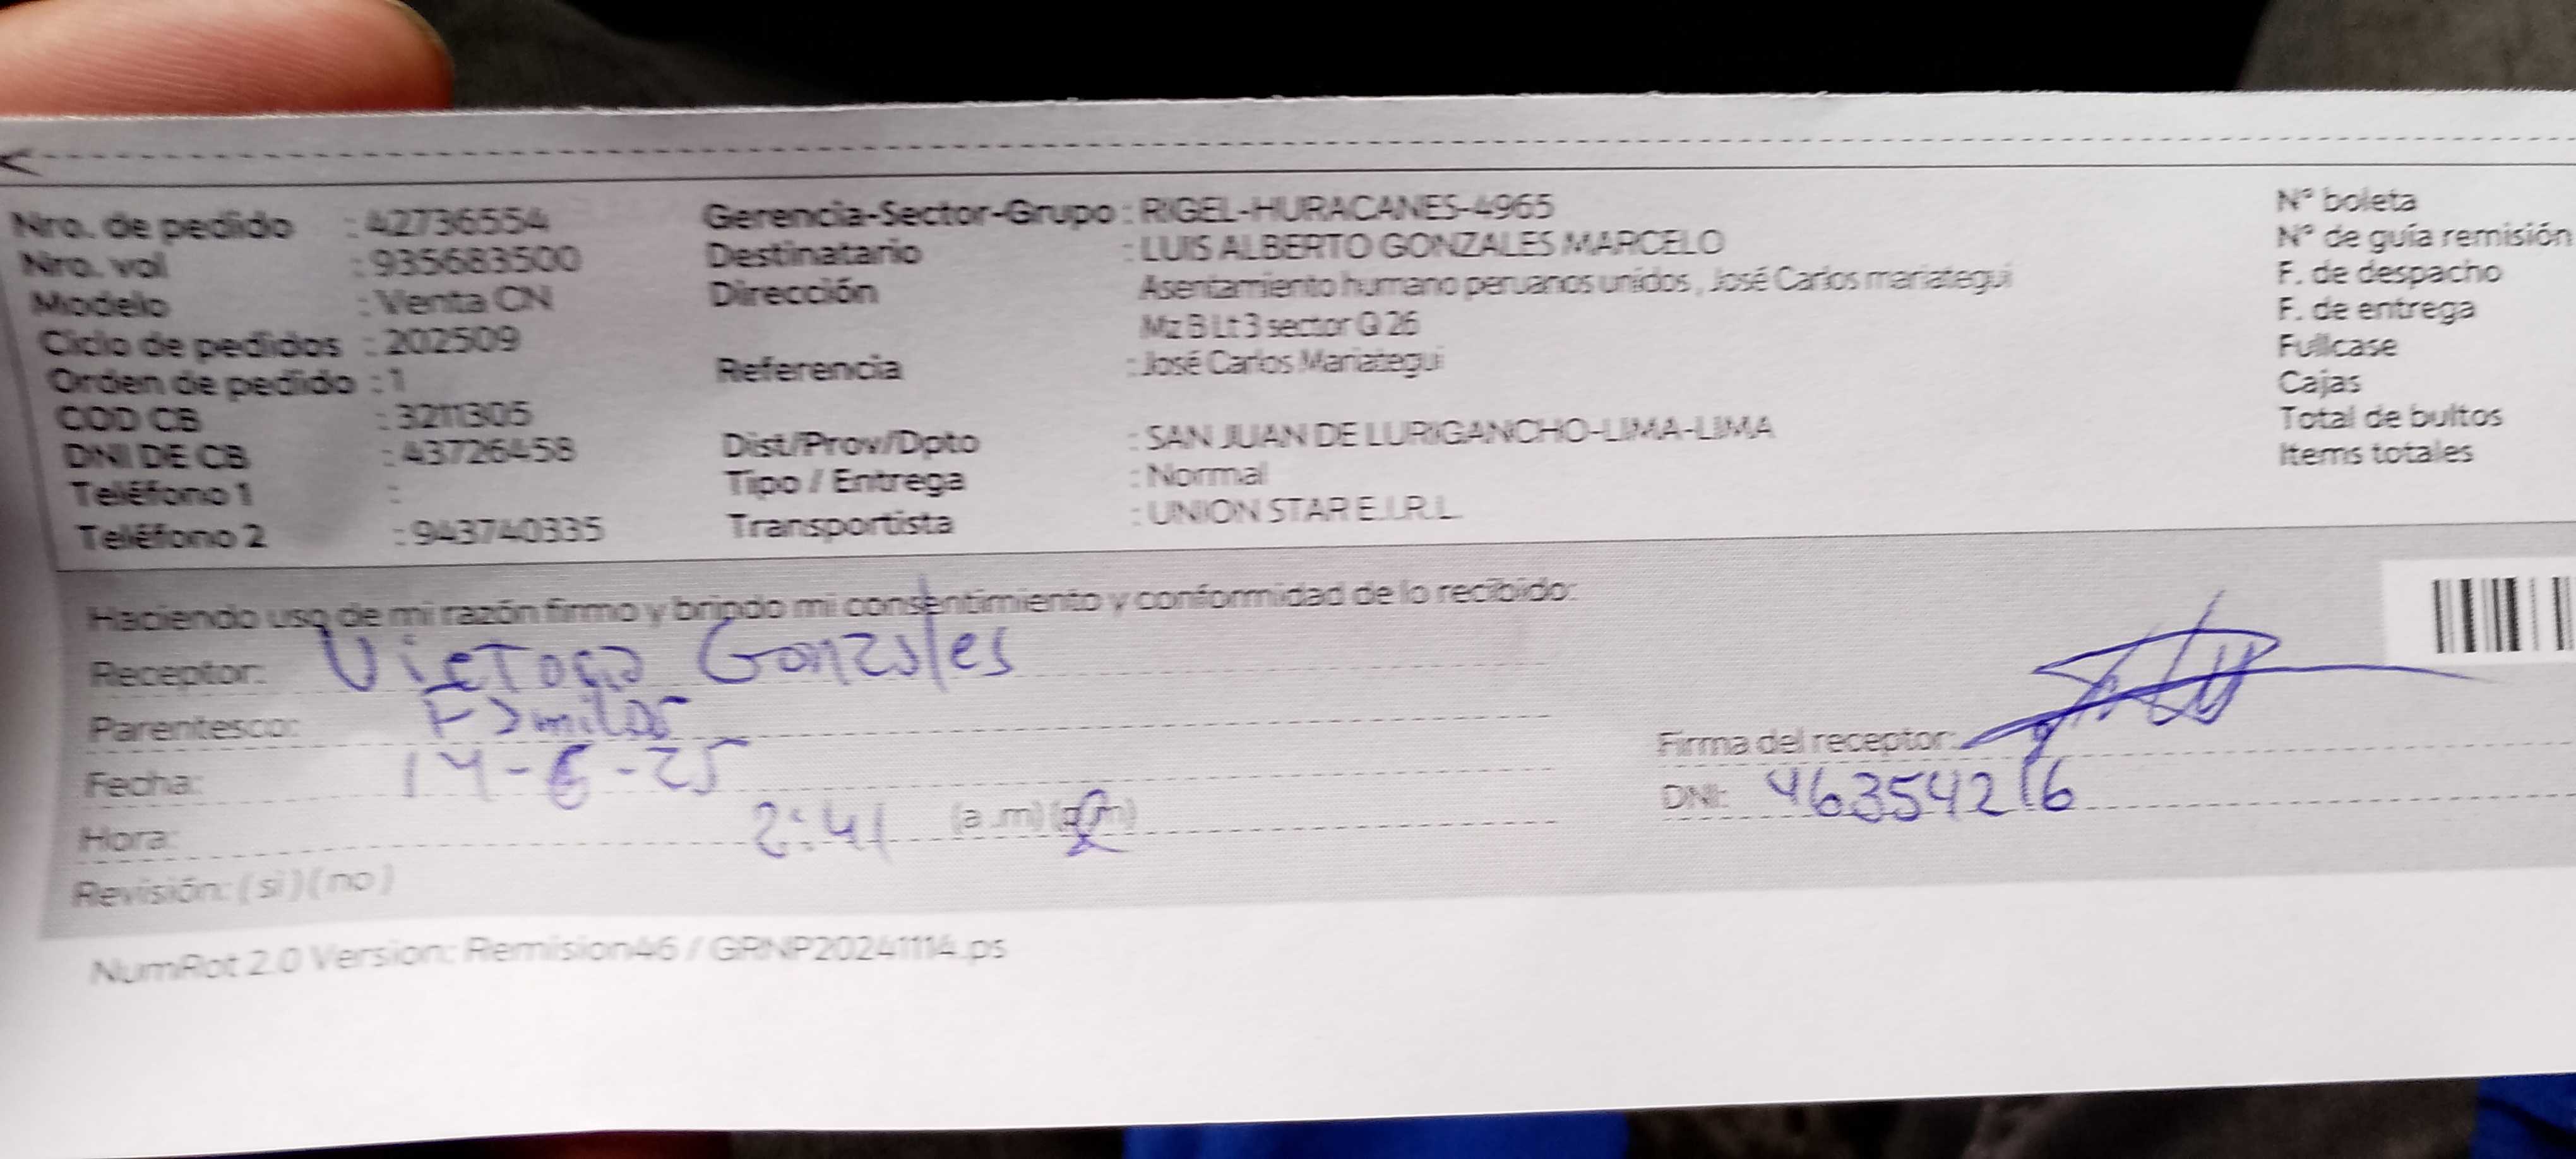 Nro. de pedido : 42736554
Nro. vol : 935683500
Modelo : Venta CN
Ciclo de pedidos : 202509
Orden de pedido : 1
COD CB : 3211305
DNI DE CB : 43726458
Teléfono 1 :
Teléfono 2 : 943740335
Gerencia-Sector-Grupo : RIGEL-HURACANES-4965
Destinatario : LUIS ALBERTO GONZALES MARCELO
Dirección : Asentamiento humano peruanos unidos , José Carlos mariategui
Mz B Lt 3 sector Q 26
Referencia : José Carlos Mariategui
Dist/Prov/Dpto : SAN JUAN DE LURIGANCHO-LIMA-LIMA
Tipo / Entrega : Normal
Transportista : UNION STAR E.I.R.L.
N° boleta
N° de guía remisión
F. de despacho
F. de entrega
Fullcase
Cajas
Total de bultos
Items totales
Haciendo uso de mi razón firmo y brindo mi consentimiento y conformidad de lo recibido:
Receptor: Victoria Gonzales
Parentesco: Familiar
Fecha: 14-6-25
Hora: 2:41 (a .m) (p.m)
Revisión: ( si ) ( no )
Firma del receptor:
DNI: 46354216
NumRot 2.0 Version: Remision46 / GRNP20241114.ps